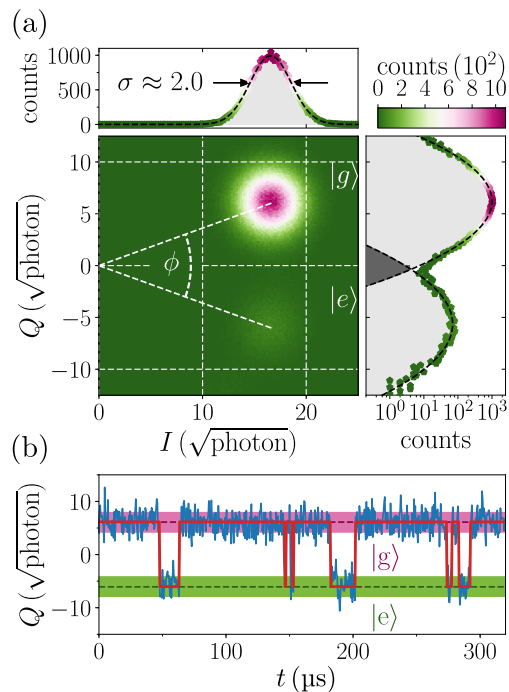 (a)
counts
1000
500
0
σ ≈ 2.0
counts (10²)
0 2 4 6 8 10
Q (√photon)
10
5
0
−5
−10
|g⟩
ϕ
|e⟩
0 10 20
I (√photon)
10⁰ 10¹ 10² 10³
counts
(b)
Q (√photon)
10
0
−10
|g⟩
|e⟩
0 100 200 300
t (µs)